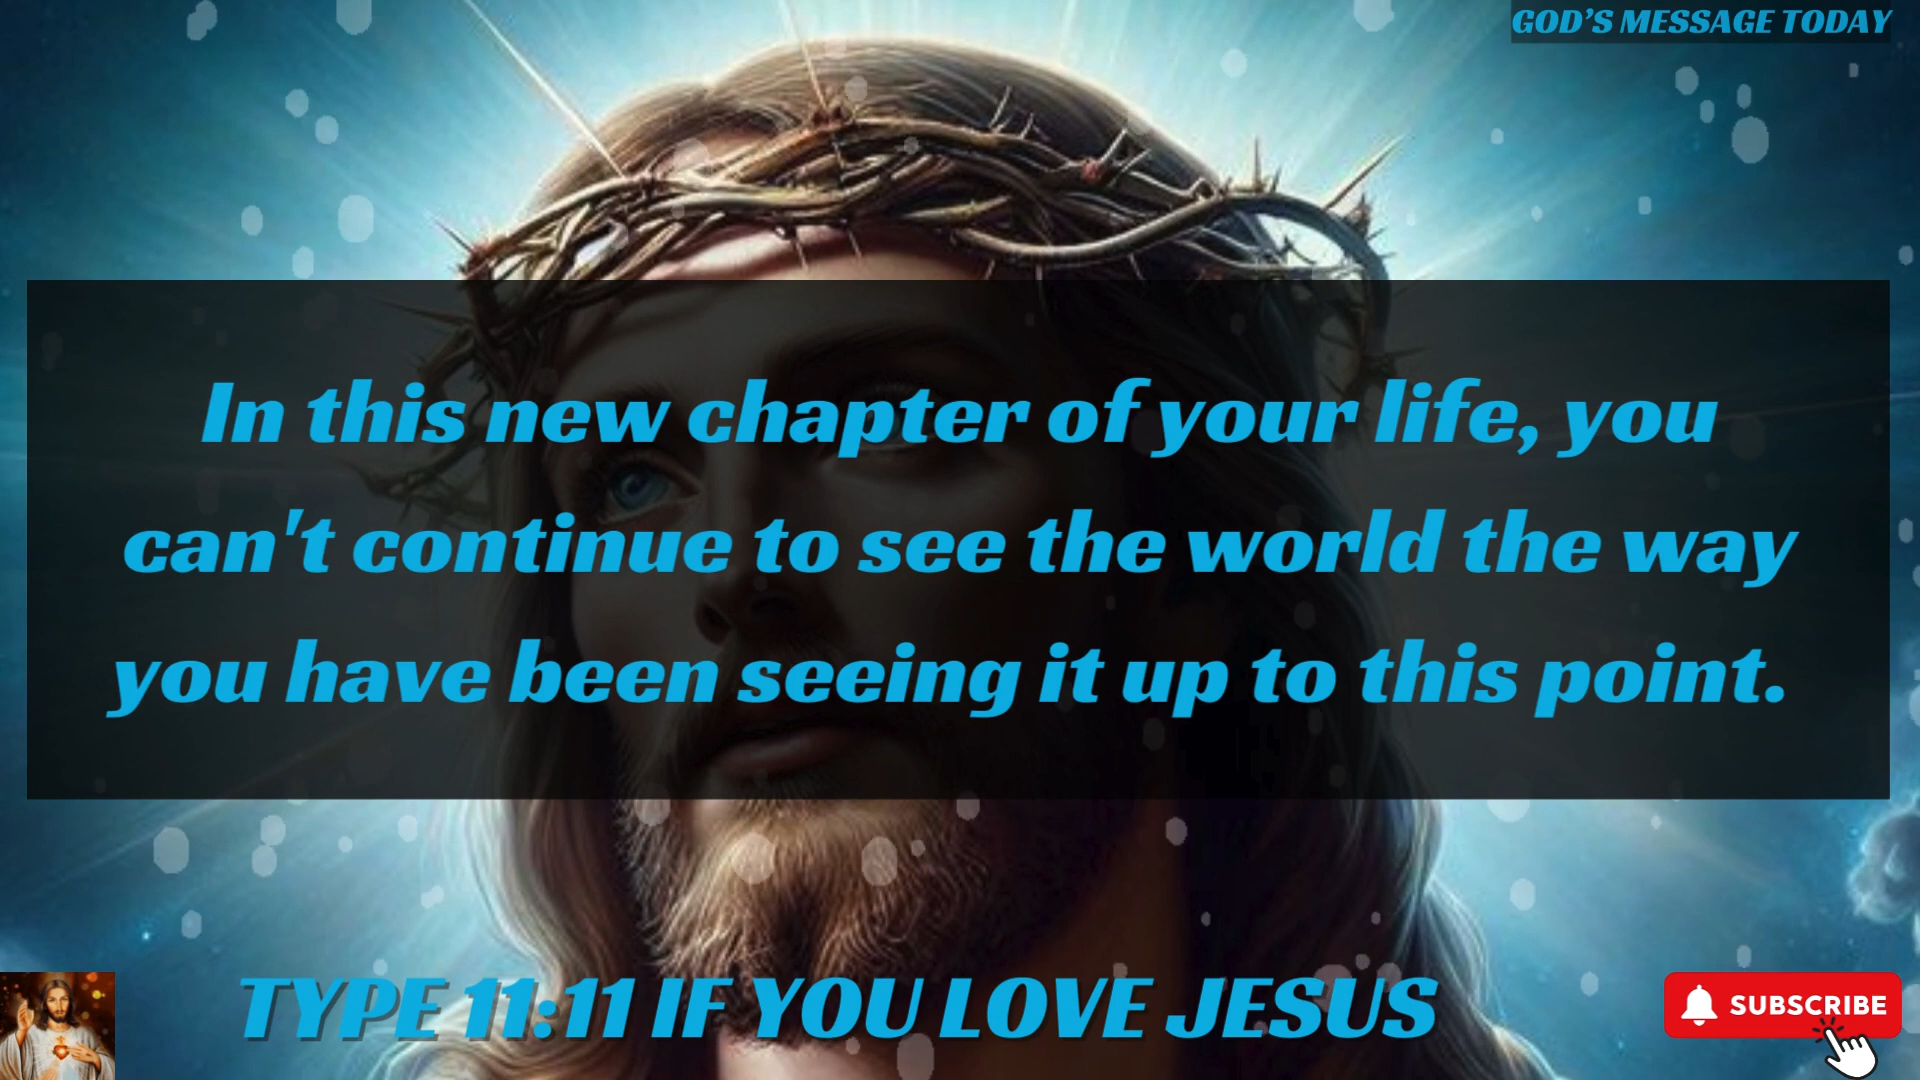 GOD’S MESSAGE TODAY
In this new chapter of your life, you
can't continue to see the world the way
you have been seeing it up to this point.
TYPE 11:11 IF YOU LOVE JESUS
SUBSCRIBE